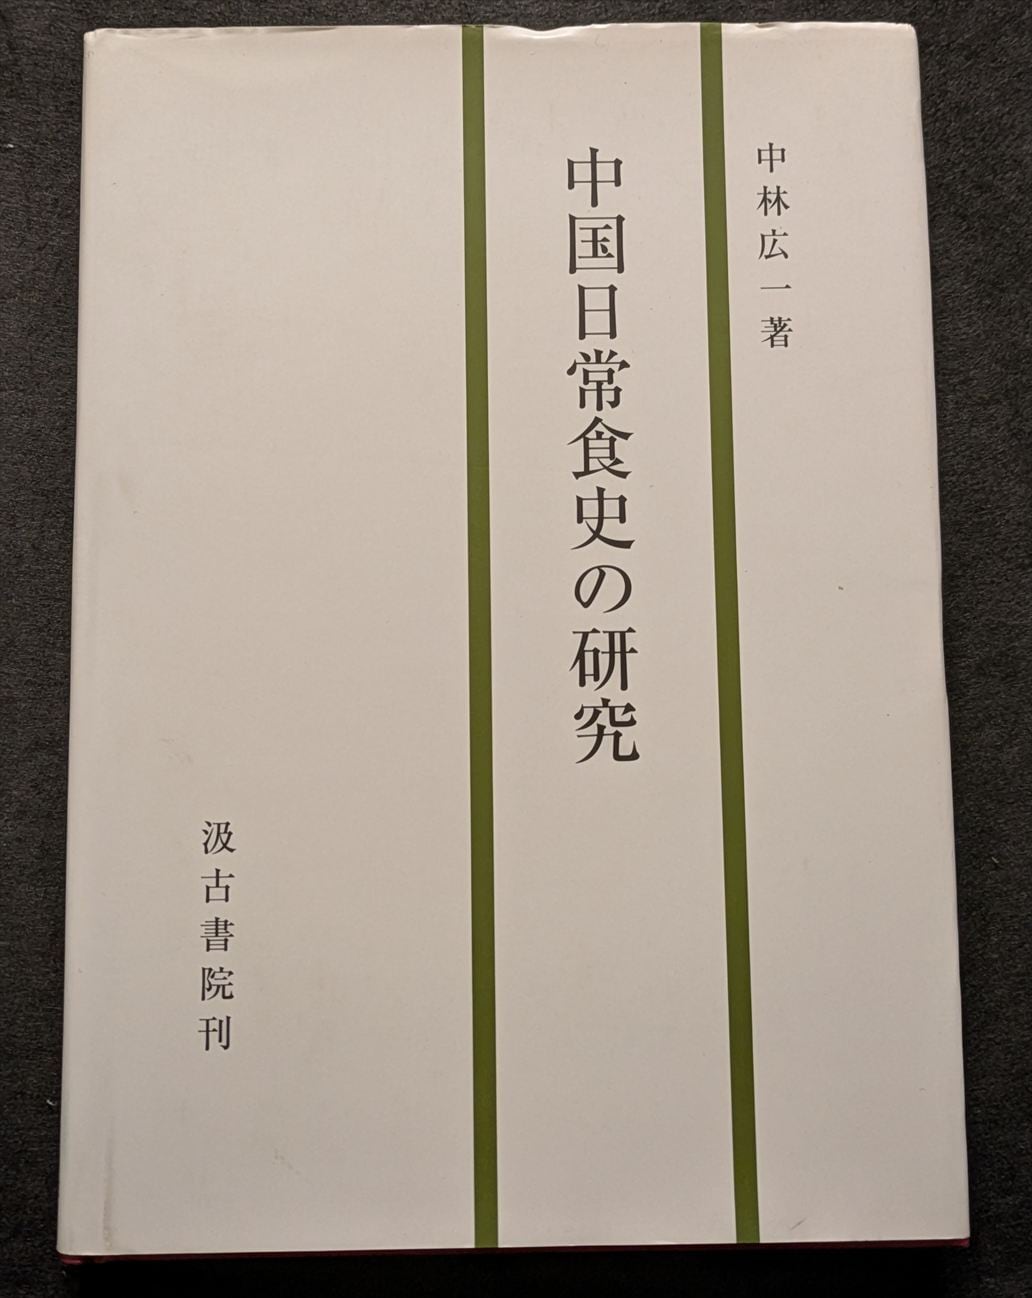 中林広一著
中国日常食史の研究
汲古書院刊